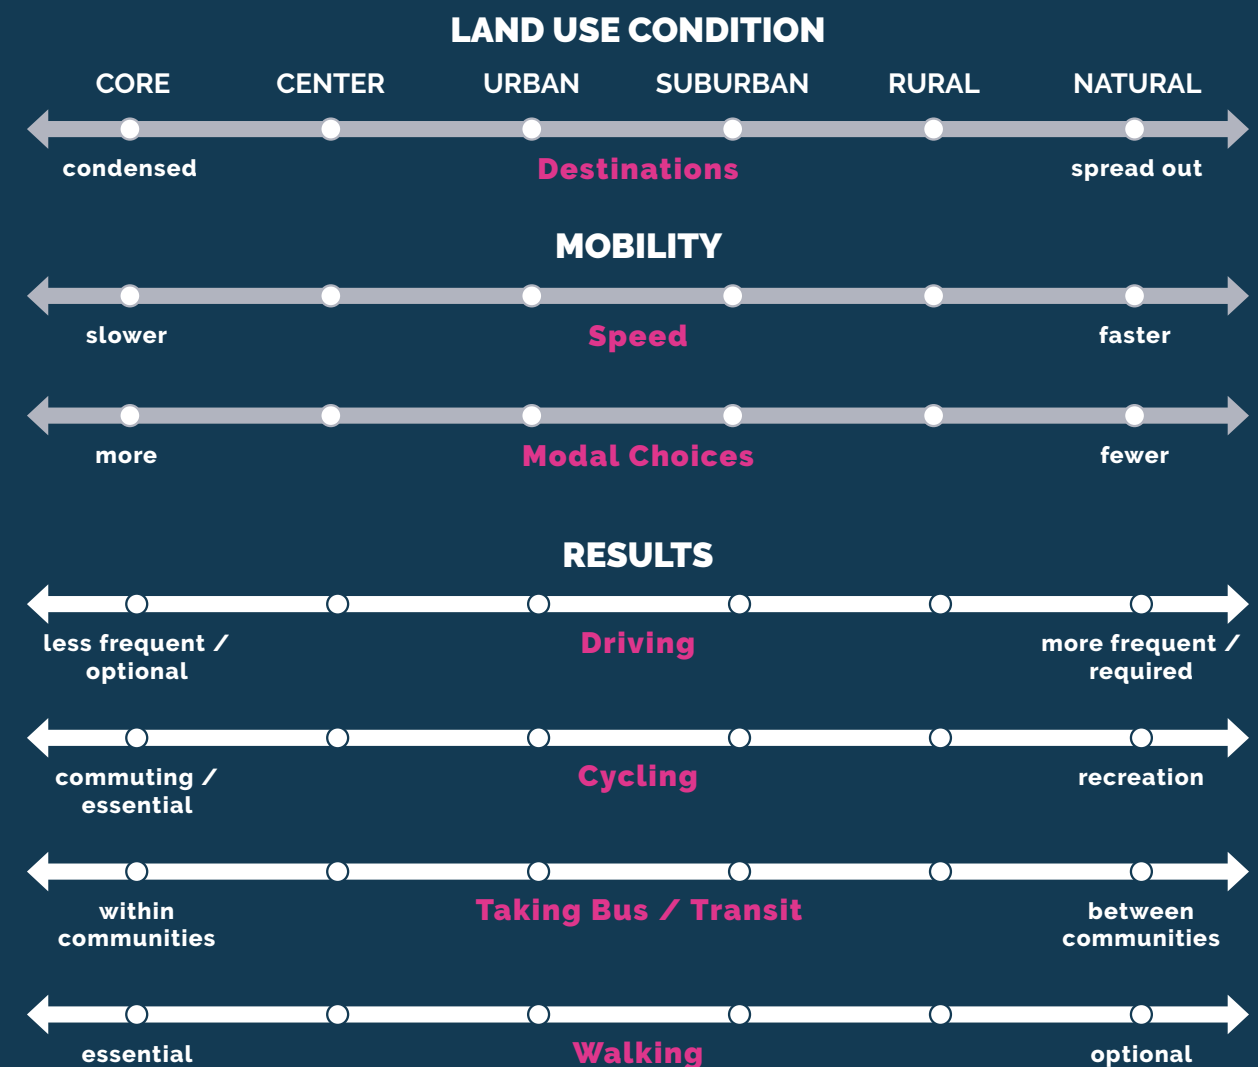 LAND USE CONDITION
CORE CENTER URBAN SUBURBAN RURAL NATURAL
condensed Destinations spread out
MOBILITY
slower Speed faster
more Modal Choices fewer
RESULTS
less frequent / optional Driving more frequent / required
commuting / essential Cycling recreation
within communities Taking Bus / Transit between communities
essential Walking optional